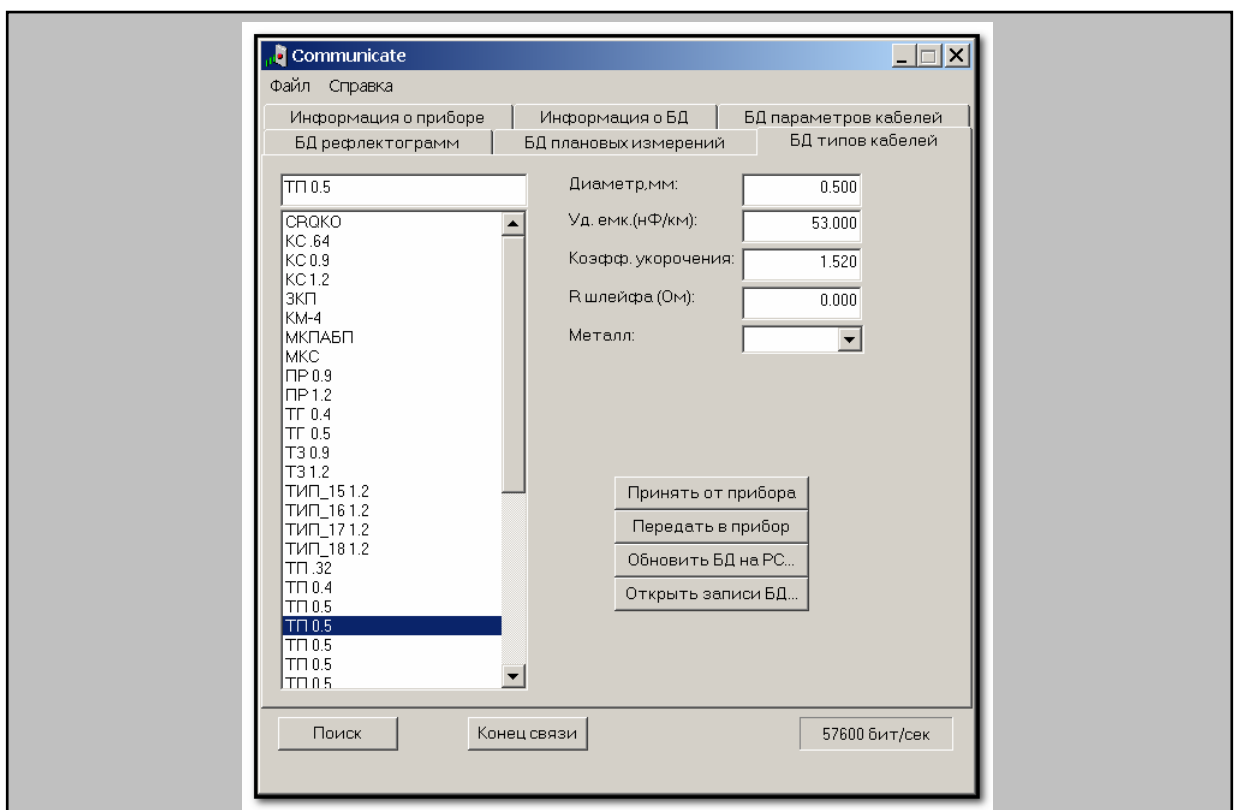 Communicate
Файл Справка
Информация о приборе Информация о БД БД параметров кабелей
БД рефлектограмм БД плановых измерений БД типов кабелей
ТП 0.5
CRQKO
КС .64
КС 0.9
КС 1.2
ЗКП
КМ-4
МКПАБП
МКС
ПР 0.9
ПР 1.2
ТГ 0.4
ТГ 0.5
ТЗ 0.9
ТЗ 1.2
ТИП_15 1.2
ТИП_16 1.2
ТИП_17 1.2
ТИП_18 1.2
ТП .32
ТП 0.4
ТП 0.5
ТП 0.5
ТП 0.5
ТП 0.5
ТП 0.5
Диаметр,мм: 0.500
Уд. емк.(нФ/км): 53.000
Коэфф. укорочения: 1.520
R шлейфа (Ом): 0.000
Металл:
Принять от прибора
Передать в прибор
Обновить БД на PC...
Открыть записи БД...
Поиск Конец связи 57600 бит/сек